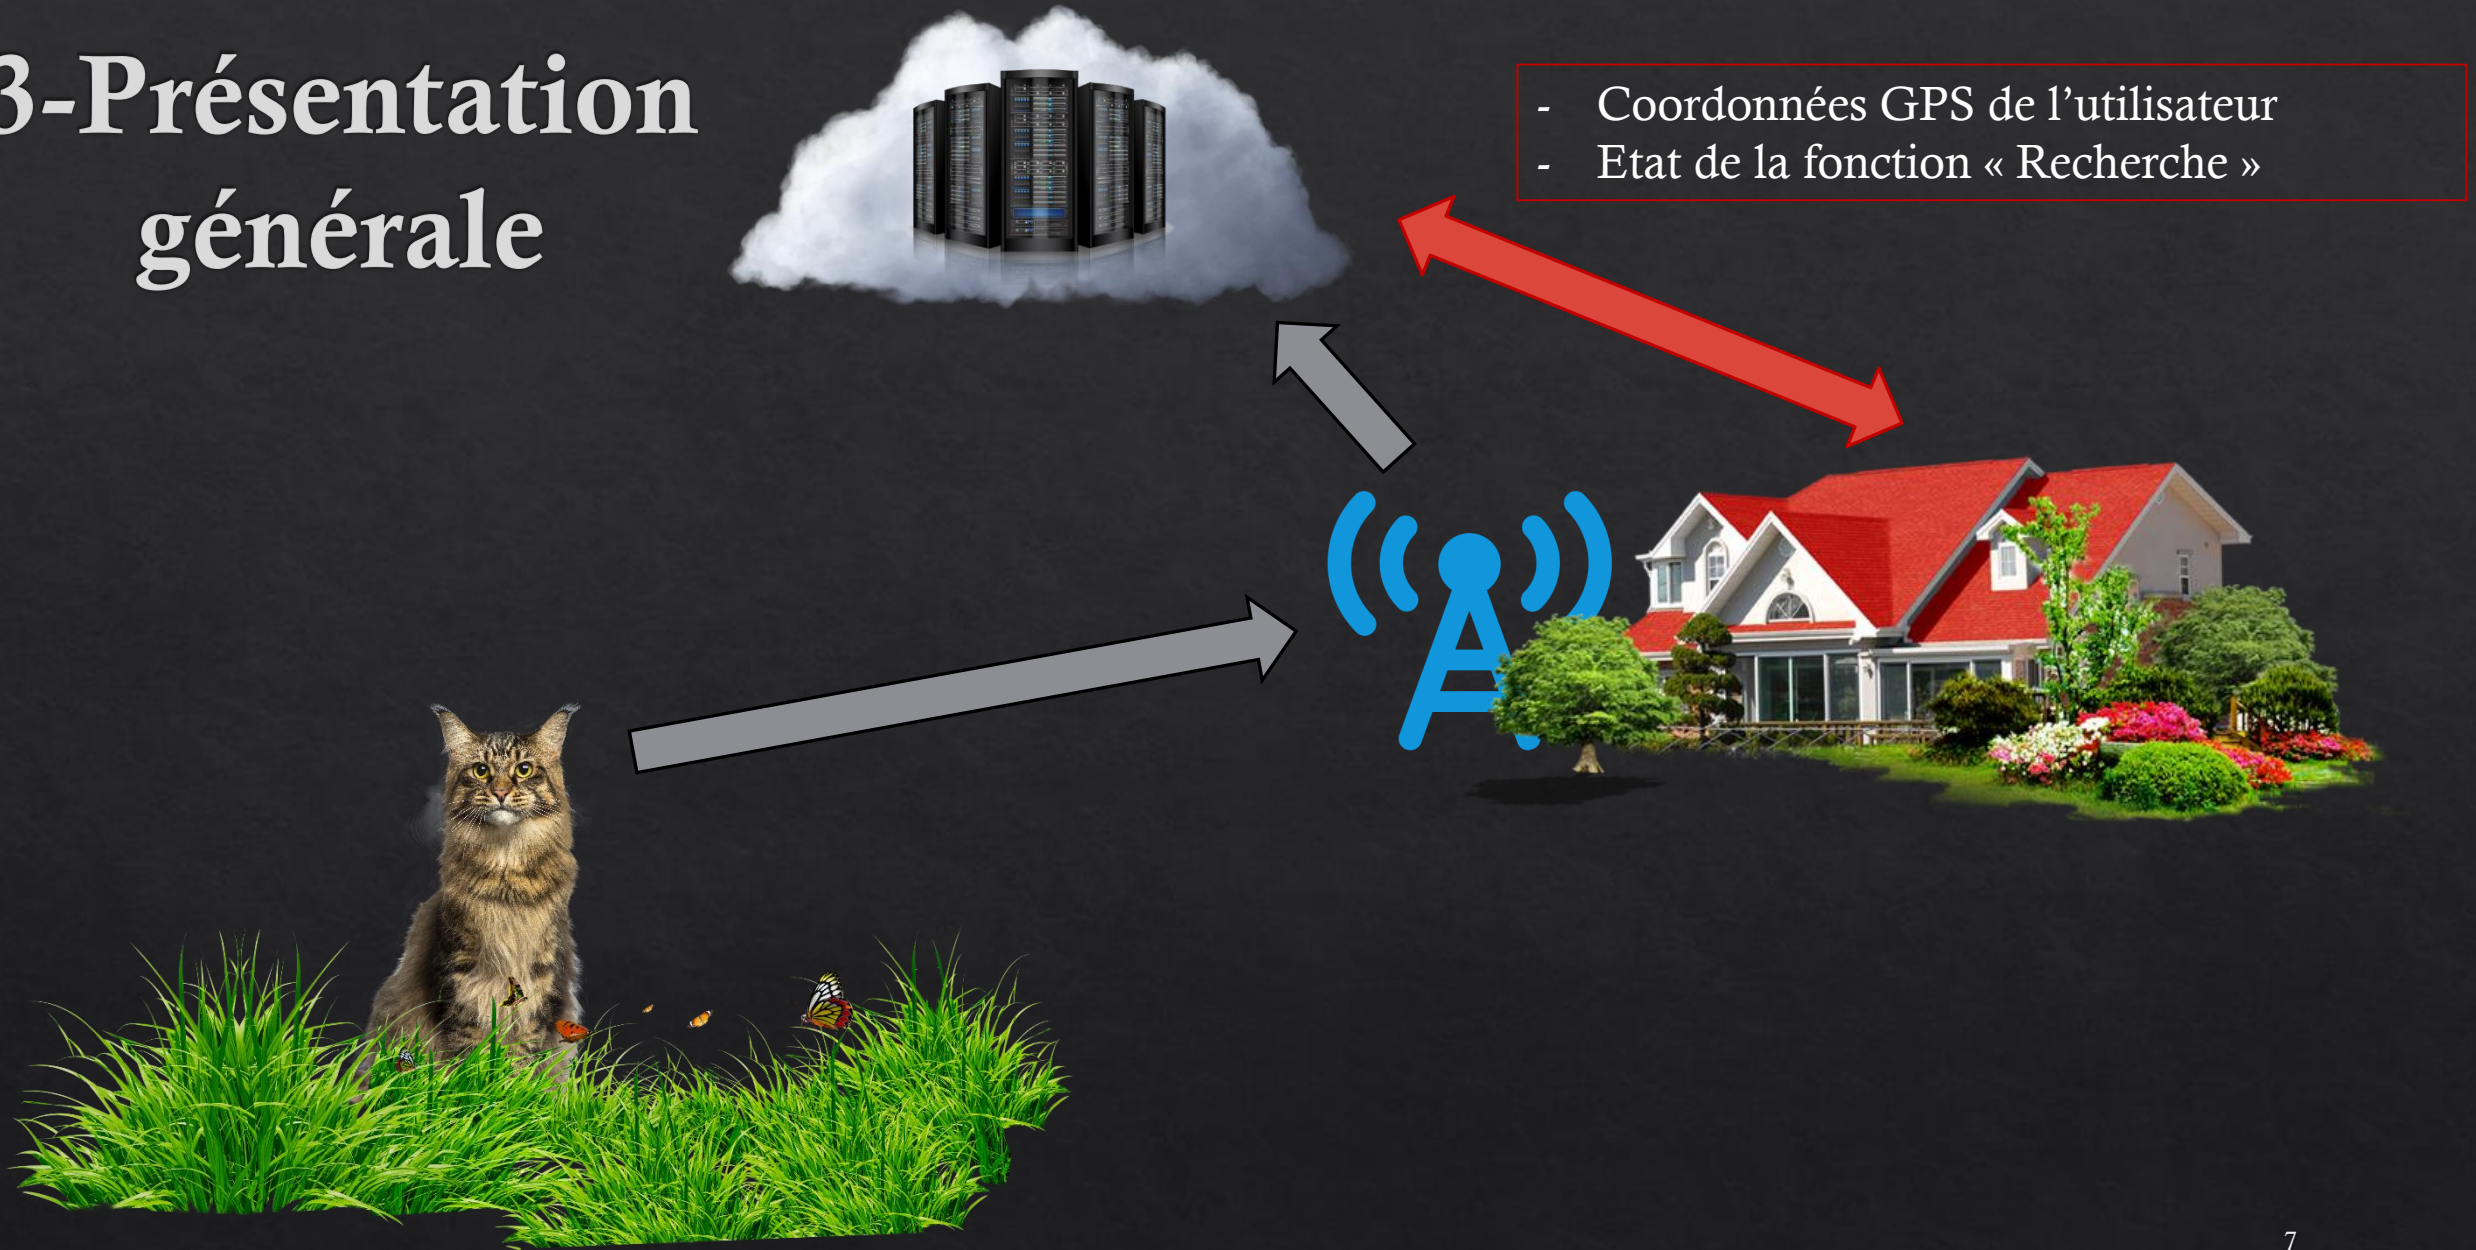 3-Présentation
générale
- Coordonnées GPS de l’utilisateur
- Etat de la fonction « Recherche »
7